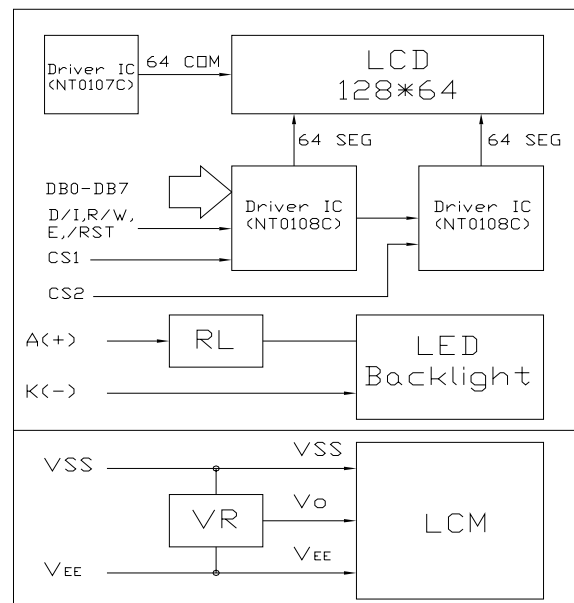 Driver IC
(NT0107C)
64 COM
LCD
128*64
64 SEG
64 SEG
DB0-DB7
D/I,R/W,
E,/RST
CS1
Driver IC
(NT0108C)
Driver IC
(NT0108C)
CS2
A(+)
RL
LED
Backlight
K(-)
VSS
VSS
VR
Vo
LCM
VEE
VEE